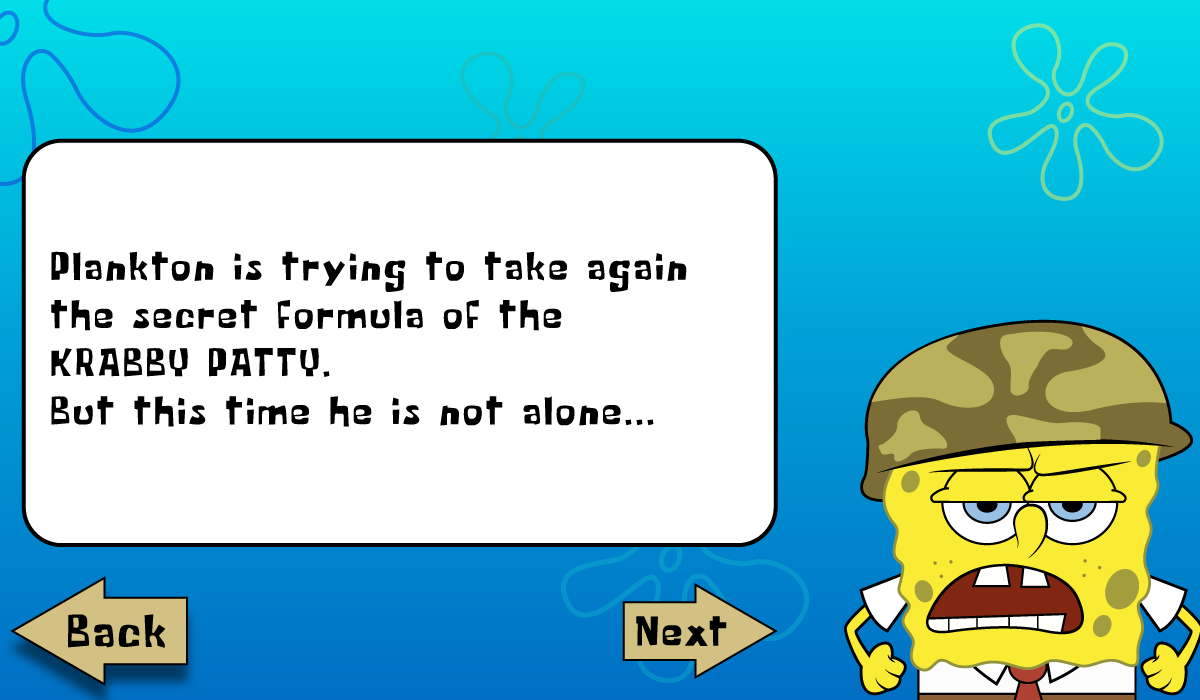 Plankton is trying to take again
the secret formula of the
KRABBY PATTY.
But this time he is not alone...
Back
Next